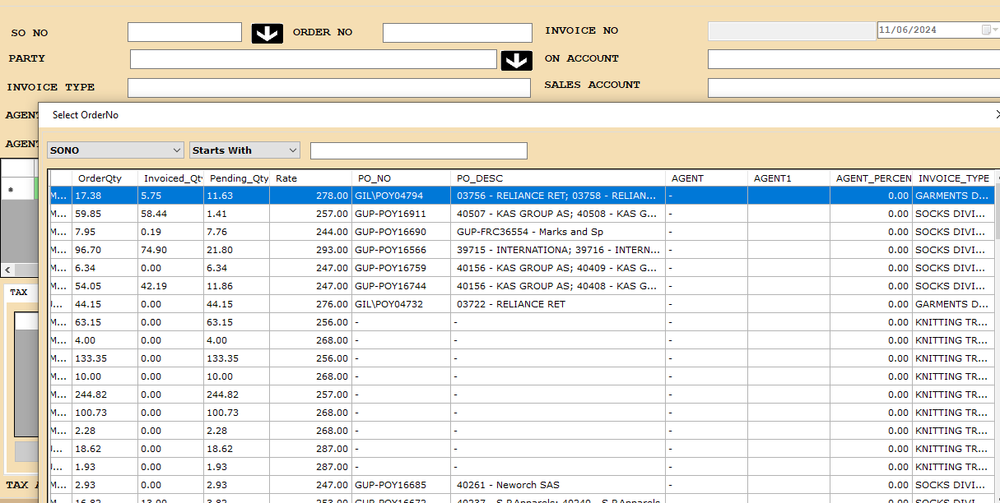 SO NO ORDER NO INVOICE NO 11/06/2024
PARTY ON ACCOUNT
INVOICE TYPE SALES ACCOUNT
AGENT
Select OrderNo
AGENT
SONO Starts With
OrderQty Invoiced_Qty Pending_Qty Rate PO_NO PO_DESC AGENT AGENT1 AGENT_PERCEN INVOICE_TYPE
M... 17.38 5.75 11.63 278.00 GIL\POY04794 03756 - RELIANCE RET; 03758 - RELIAN... - 0.00 GARMENTS D...
M... 59.85 58.44 1.41 257.00 GUP-POY16911 40507 - KAS GROUP AS; 40508 - KAS G... - 0.00 SOCKS DIVI...
M... 7.95 0.19 7.76 244.00 GUP-POY16690 GUP-FRC36554 - Marks and Sp - 0.00 SOCKS DIVI...
M... 96.70 74.90 21.80 293.00 GUP-POY16566 39715 - INTERNATIONA; 39716 - INTERN... - 0.00 SOCKS DIVI...
M... 6.34 0.00 6.34 247.00 GUP-POY16759 40156 - KAS GROUP AS; 40409 - KAS G... - 0.00 SOCKS DIVI...
M... 54.05 42.19 11.86 247.00 GUP-POY16744 40156 - KAS GROUP AS; 40408 - KAS G... - 0.00 SOCKS DIVI...
TAX
... 44.15 0.00 44.15 276.00 GIL\POY04732 03722 - RELIANCE RET - 0.00 GARMENTS D...
M... 63.15 0.00 63.15 256.00 - - - 0.00 KNITTING TR...
M... 4.00 0.00 4.00 268.00 - - - 0.00 KNITTING TR...
M... 133.35 0.00 133.35 256.00 - - - 0.00 KNITTING TR...
M... 10.00 0.00 10.00 268.00 - - - 0.00 KNITTING TR...
M... 244.82 0.00 244.82 257.00 - - - 0.00 KNITTING TR...
M... 100.73 0.00 100.73 268.00 - - - 0.00 KNITTING TR...
M... 2.28 0.00 2.28 268.00 - - - 0.00 KNITTING TR...
... 18.62 0.00 18.62 287.00 - - - 0.00 KNITTING TR...
... 1.93 0.00 1.93 287.00 - - - 0.00 KNITTING TR...
TAX A
M... 2.93 0.00 2.93 247.00 GUP-POY16685 40261 - Neworch SAS - 0.00 SOCKS DIVI...
M... 16.82 13.00 3.82 253.00 GUP-POY16672 40237 - S.P.Apparels; 40240 - S.P.Apparels - 0.00 SOCKS DIVI...